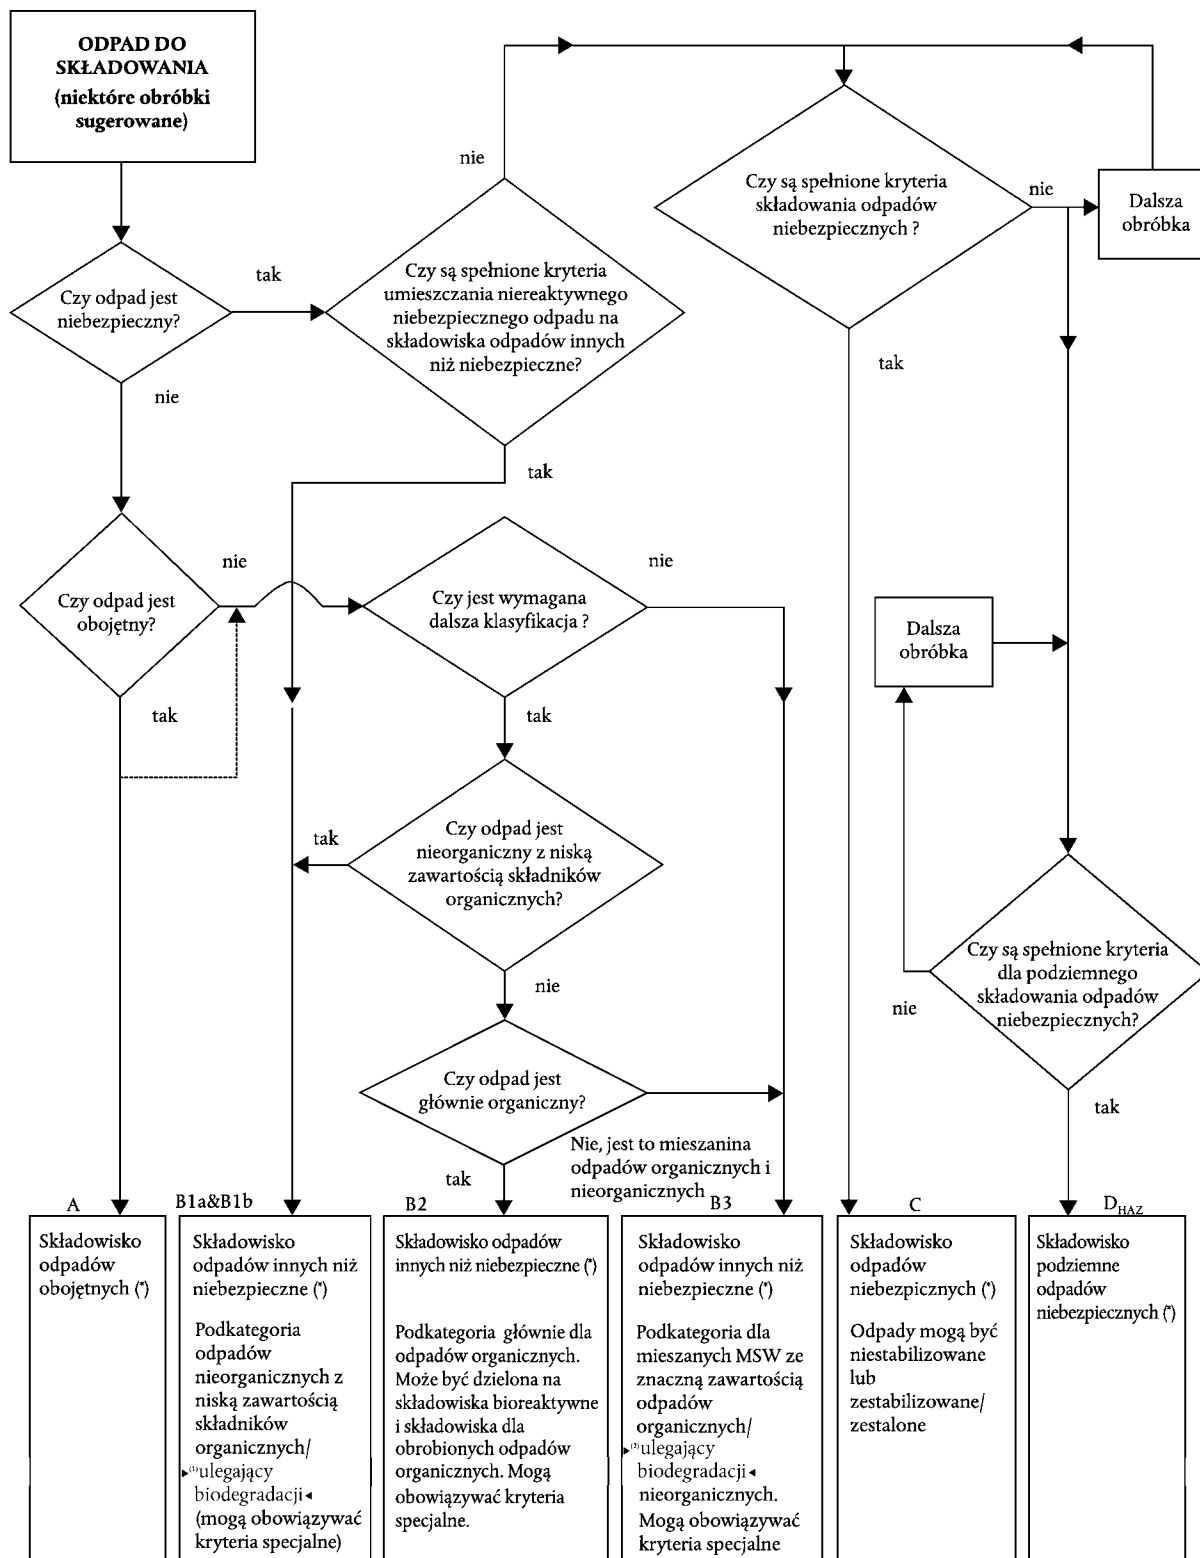 ODPAD DO
SKŁADOWANIA
(niektóre obróbki
sugerowane)
nie
Czy są spełnione kryteria
składowania odpadów
niebezpiecznych ?
nie
Dalsza
obróbka
Czy odpad jest
niebezpieczny?
tak
Czy są spełnione kryteria
umieszczania niereaktywnego
niebezpiecznego odpadu na
składowiska odpadów innych
niż niebezpieczne?
tak
nie
tak
Czy odpad jest
obojętny?
nie
Czy jest wymagana
dalsza klasyfikacja ?
nie
Dalsza
obróbka
tak
tak
Czy odpad jest
nieorganiczny z niską
zawartością składników
organicznych?
tak
nie
Czy są spełnione kryteria
dla podziemnego
składowania odpadów
niebezpiecznych?
nie
tak
Czy odpad jest
głównie organiczny?
Nie, jest to mieszanina
odpadów organicznych i
nieorganicznych
tak
A
Składowisko
odpadów
obojętnych (*)
B1a&B1b
Składowisko
odpadów innych niż
niebezpieczne (*)
Podkategoria
odpadów
nieorganicznych z
niską zawartością
składników
organicznych/
►⁽¹⁾ulegający
biodegradacji◄
(mogą obowiązywać
kryteria specjalne)
B2
Składowisko odpadów
innych niż niebezpieczne (*)
Podkategoria głównie dla
odpadów organicznych.
Może być dzielona na
składowiska bioreaktywne
i składowiska dla
obrobionych odpadów
organicznych. Mogą
obowiązywać kryteria
specjalne.
B3
Składowisko
odpadów innych niż
niebezpieczne (*)
Podkategoria dla
mieszanych MSW ze
znaczną zawartością
odpadów
organicznych/
►⁽²⁾ulegający
biodegradacji◄
nieorganicznych.
Mogą obowiązywać
kryteria specjalne
C
Składowisko
odpadów
niebezpicznych (*)
Odpady mogą być
niestabilizowane
lub
zestabilizowane/
zestalone
D HAZ
Składowisko
podziemne
odpadów
niebezpiecznych (*)